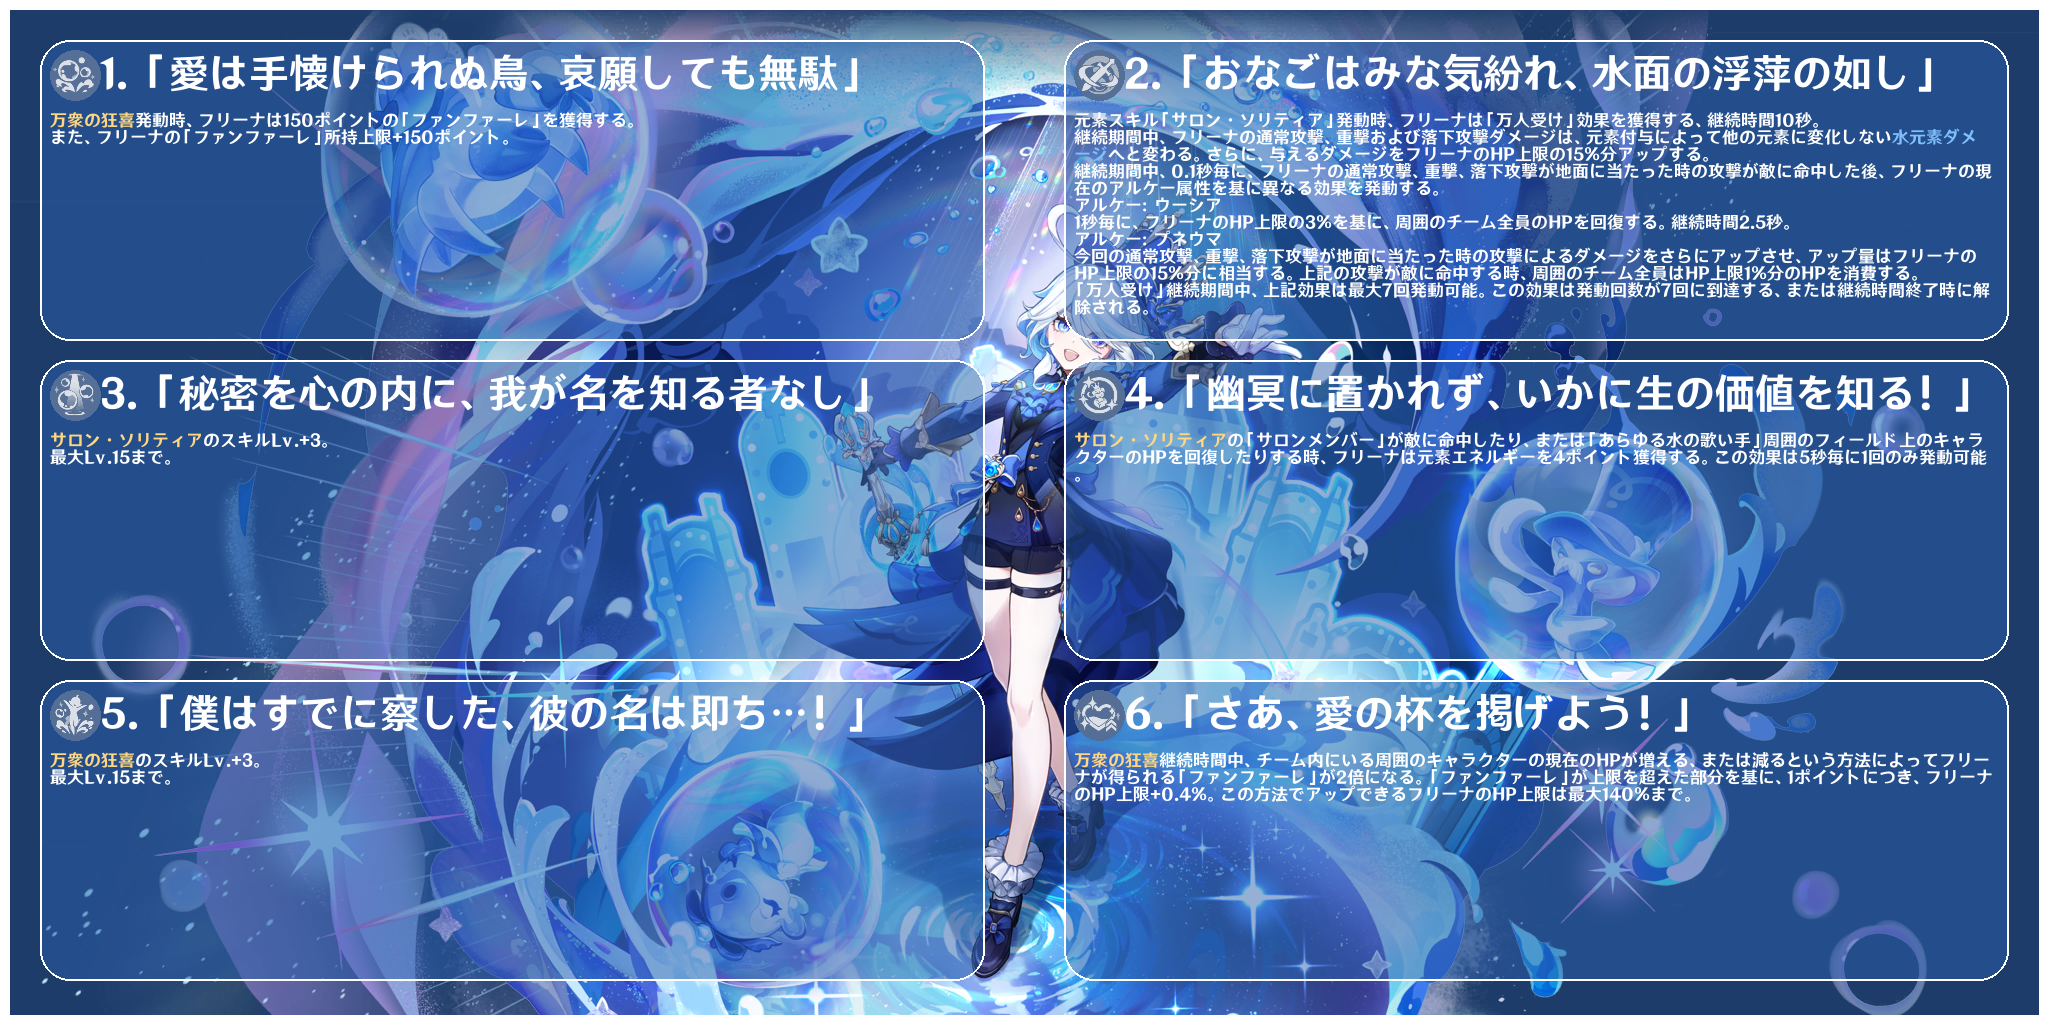 1.「愛は手懐けられぬ鳥、哀願しても無駄」
万衆の狂喜発動時、フリーナは150ポイントの「ファンファーレ」を獲得する。
また、フリーナの「ファンファーレ」所持上限+150ポイント。
2.「おなごはみな気紛れ、水面の浮萍の如し」
元素スキル「サロン・ソリティア」発動時、フリーナは「万人受け」効果を獲得する、継続時間10秒。
継続期間中、フリーナの通常攻撃、重撃および落下攻撃ダメージは、元素付与によって他の元素に変化しない水元素ダメ
ージへと変わる。さらに、与えるダメージをフリーナのHP上限の15%分アップする。
継続期間中、0.1秒毎に、フリーナの通常攻撃、重撃、落下攻撃が地面に当たった時の攻撃が敵に命中した後、フリーナの現
在のアルケー属性を基に異なる効果を発動する。
アルケー: ウーシア
1秒毎に、フリーナのHP上限の3%を基に、周囲のチーム全員のHPを回復する。継続時間2.5秒。
アルケー: プネウマ
今回の通常攻撃、重撃、落下攻撃が地面に当たった時の攻撃によるダメージをさらにアップさせ、アップ量はフリーナの
HP上限の15%分に相当する。上記の攻撃が敵に命中する時、周囲のチーム全員はHP上限1%分のHPを消費する。
「万人受け」継続期間中、上記効果は最大7回発動可能。この効果は発動回数が7回に到達する、または継続時間終了時に解
除される。
3.「秘密を心の内に、我が名を知る者なし」
サロン・ソリティアのスキルLv.+3。
最大Lv.15まで。
4.「幽冥に置かれず、いかに生の価値を知る！」
サロン・ソリティアの「サロンメンバー」が敵に命中したり、または「あらゆる水の歌い手」周囲のフィールド上のキャラ
クターのHPを回復したりする時、フリーナは元素エネルギーを4ポイント獲得する。この効果は5秒毎に1回のみ発動可能
。
5.「僕はすでに察した、彼の名は即ち…！」
万衆の狂喜のスキルLv.+3。
最大Lv.15まで。
6.「さあ、愛の杯を掲げよう！」
万衆の狂喜継続時間中、チーム内にいる周囲のキャラクターの現在のHPが増える、または減るという方法によってフリー
ナが得られる「ファンファーレ」が2倍になる。「ファンファーレ」が上限を超えた部分を基に、1ポイントにつき、フリーナ
のHP上限+0.4%。この方法でアップできるフリーナのHP上限は最大140%まで。